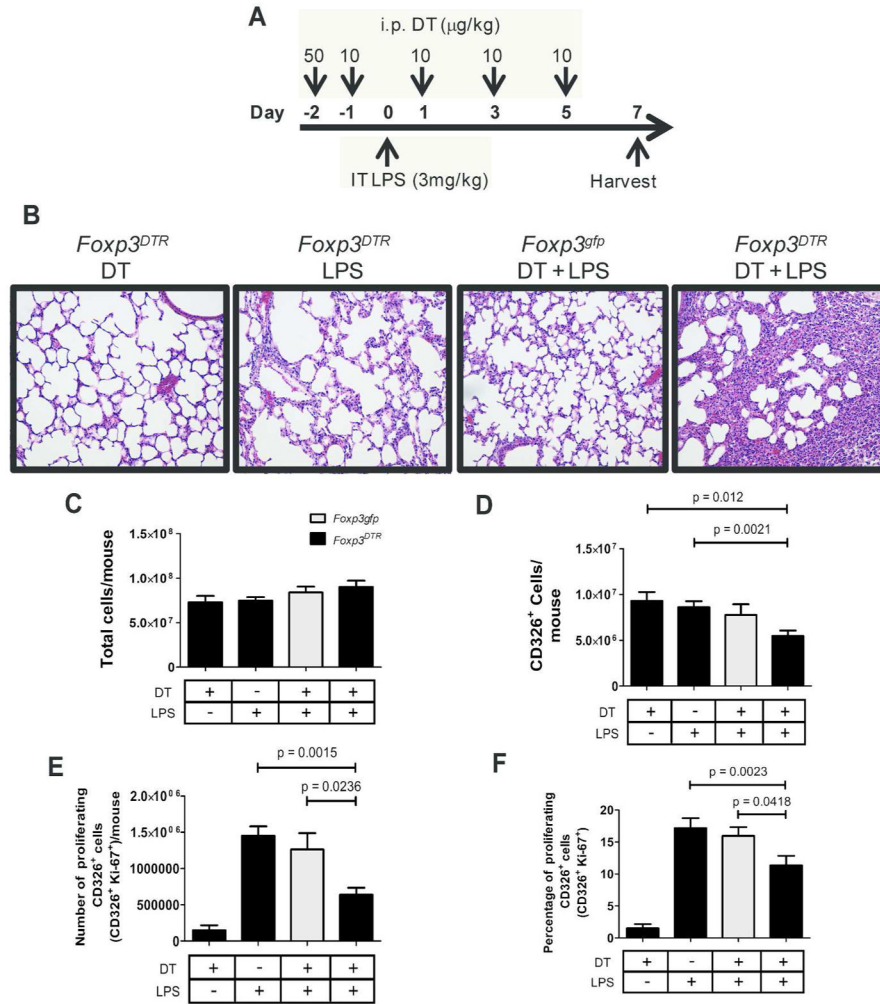 A
i.p. DT (μg/kg)
50 10 10 10 10
Day -2 -1 0 1 3 5 7
IT LPS (3mg/kg) Harvest
B
Foxp3DTR Foxp3DTR Foxp3gfp Foxp3DTR
DT LPS DT + LPS DT + LPS
C
Total cells/mouse
1.5×10⁸
1.0×10⁸
5.0×10⁷
0
Foxp3gfp
Foxp3DTR
DT + - + +
LPS - + + +
D
p = 0.012
p = 0.0021
CD326⁺ Cells/
mouse
1.5×10⁷
1.0×10⁷
5.0×10⁶
0
DT + - + +
LPS - + + +
E
p = 0.0015
p = 0.0236
Number of proliferating
CD326⁺ cells
(CD326⁺ Ki-67⁺)/mouse
2.0×10⁰⁶
1.5×10⁰⁶
1000000
500000
0
DT + - + +
LPS - + + +
F
p = 0.0023
p = 0.0418
Percentage of proliferating
CD326⁺ cells
(CD326⁺ Ki-67⁺)
20
15
10
5
0
DT + - + +
LPS - + + +